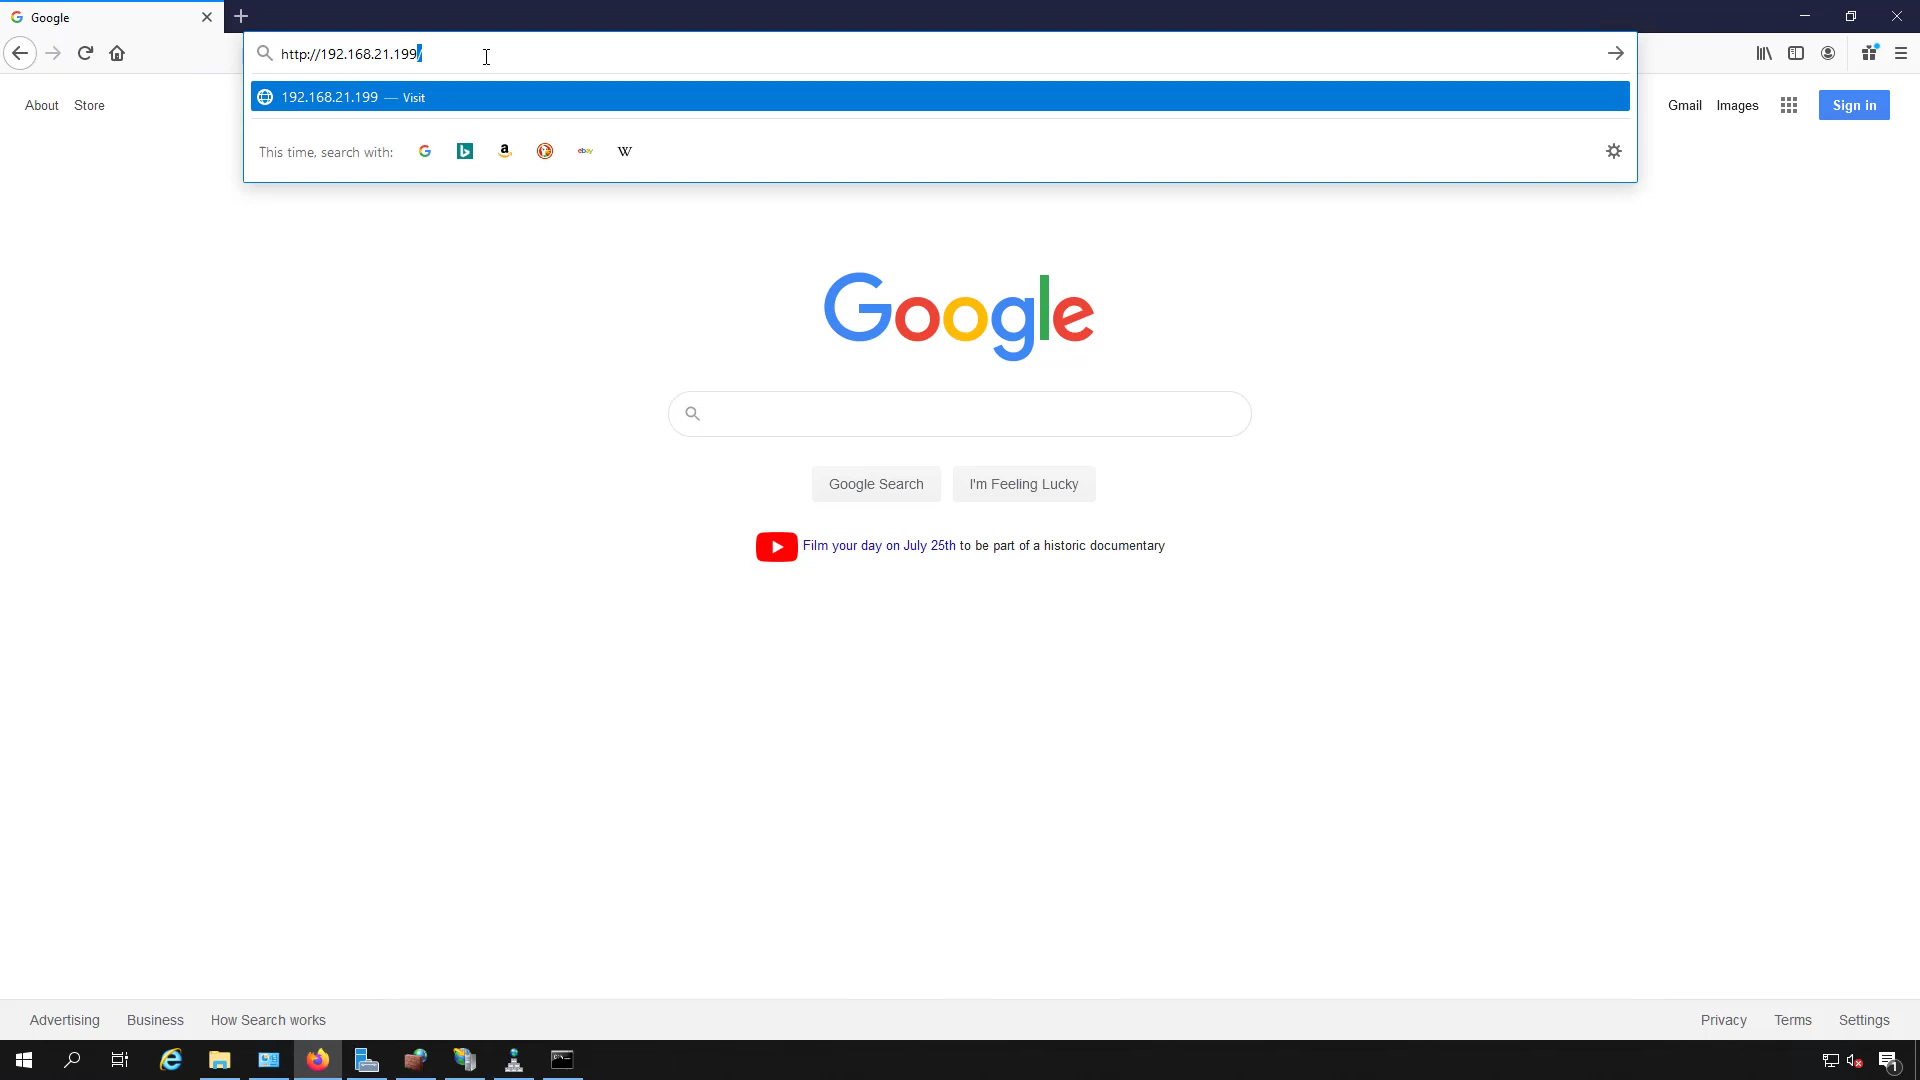 Google
http://192.168.21.199/
192.168.21.199 — Visit
About Store
Gmail Images Sign in
This time, search with:
ebay
W
Google
Google Search I'm Feeling Lucky
Film your day on July 25th to be part of a historic documentary
Advertising Business How Search works
Privacy Terms Settings
1